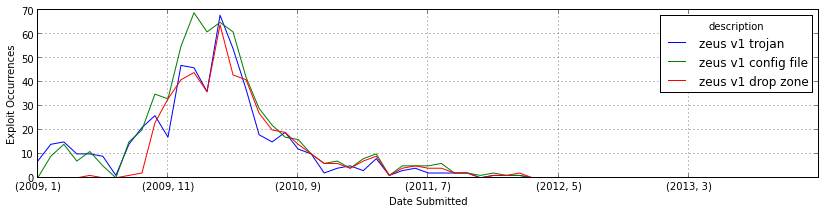 description
zeus v1 trojan
zeus v1 config file
zeus v1 drop zone
Exploit Occurrences
70
60
50
40
30
20
10
0
(2009, 1) (2009, 11) (2010, 9) (2011, 7) (2012, 5) (2013, 3)
Date Submitted